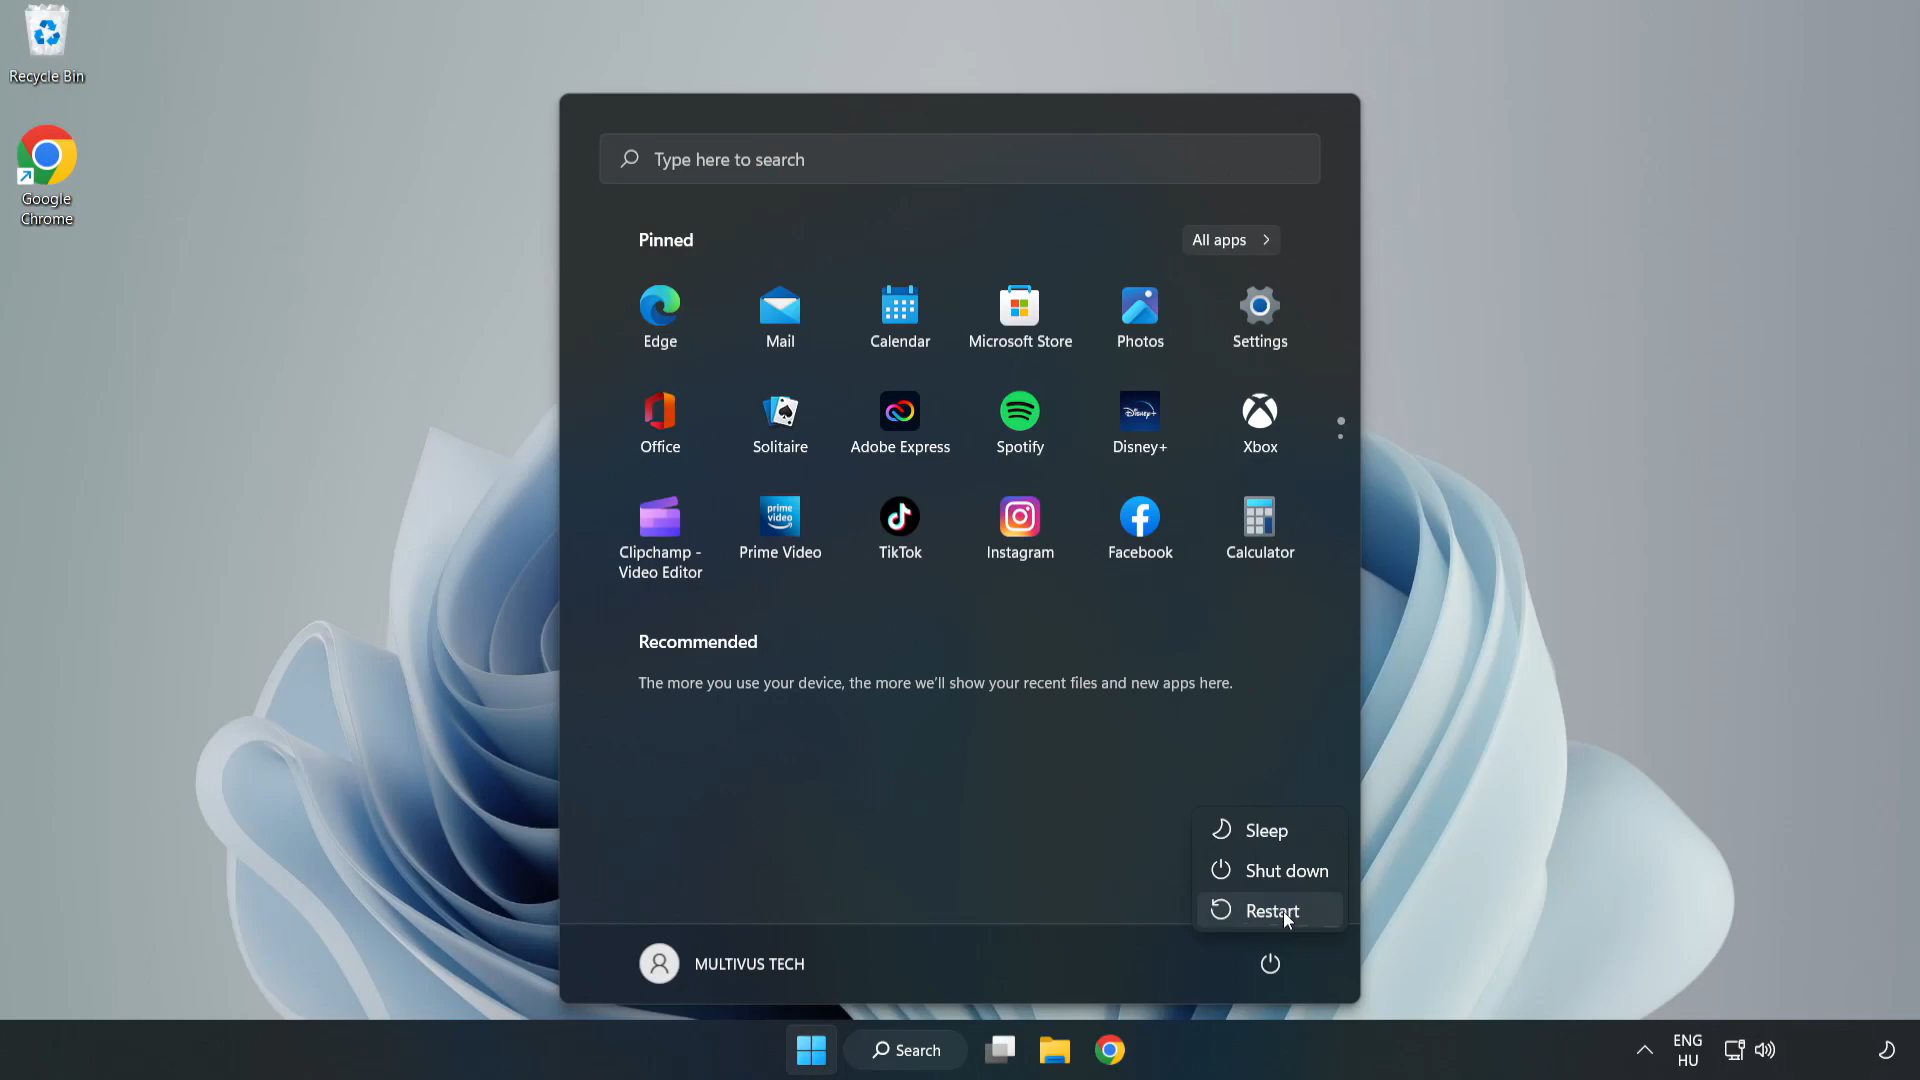 Recycle Bin
Google
Chrome
Type here to search
Pinned
All apps
Edge
Mail
Calendar
Microsoft Store
Photos
Settings
Office
Solitaire
Adobe Express
Disney+
Spotify
Disney+
Xbox
prime
video
Clipchamp -
Video Editor
Prime Video
TikTok
Instagram
Facebook
Calculator
Recommended
The more you use your device, the more we'll show your recent files and new apps here.
Sleep
Shut down
Restart
MULTIVUS TECH
Search
ENG
HU